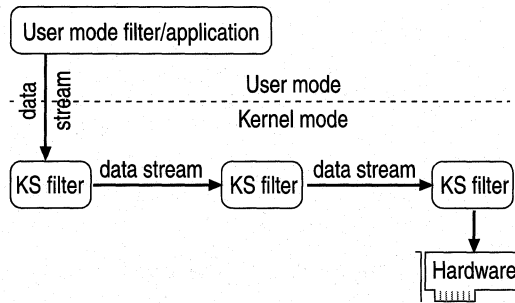 User mode filter/application
data
stream
User mode
Kernel mode
data stream
data stream
KS filter
KS filter
KS filter
Hardware